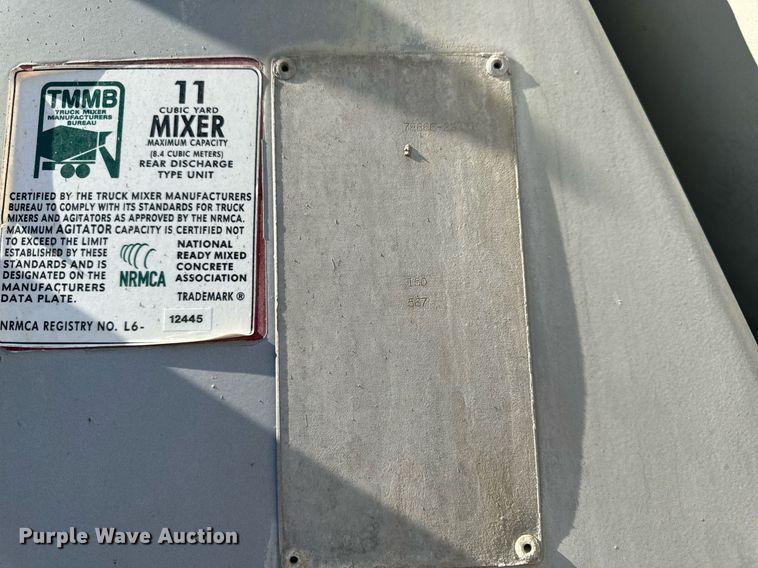 TMMB
TRUCK MIXER
MANUFACTURERS
BUREAU
11
CUBIC YARD
MIXER
MAXIMUM CAPACITY
(8.4 CUBIC METERS)
REAR DISCHARGE
TYPE UNIT
CERTIFIED BY THE TRUCK MIXER MANUFACTURERS
BUREAU TO COMPLY WITH ITS STANDARDS FOR TRUCK
MIXERS AND AGITATORS AS APPROVED BY THE NRMCA.
MAXIMUM AGITATOR CAPACITY IS CERTIFIED NOT
TO EXCEED THE LIMIT
ESTABLISHED BY THESE
STANDARDS AND IS
DESIGNATED ON THE
MANUFACTURERS
DATA PLATE.
NRMCA
NATIONAL
READY MIXED
CONCRETE
ASSOCIATION
TRADEMARK ®
NRMCA REGISTRY NO. L6- 12445
150
567
Purple Wave Auction